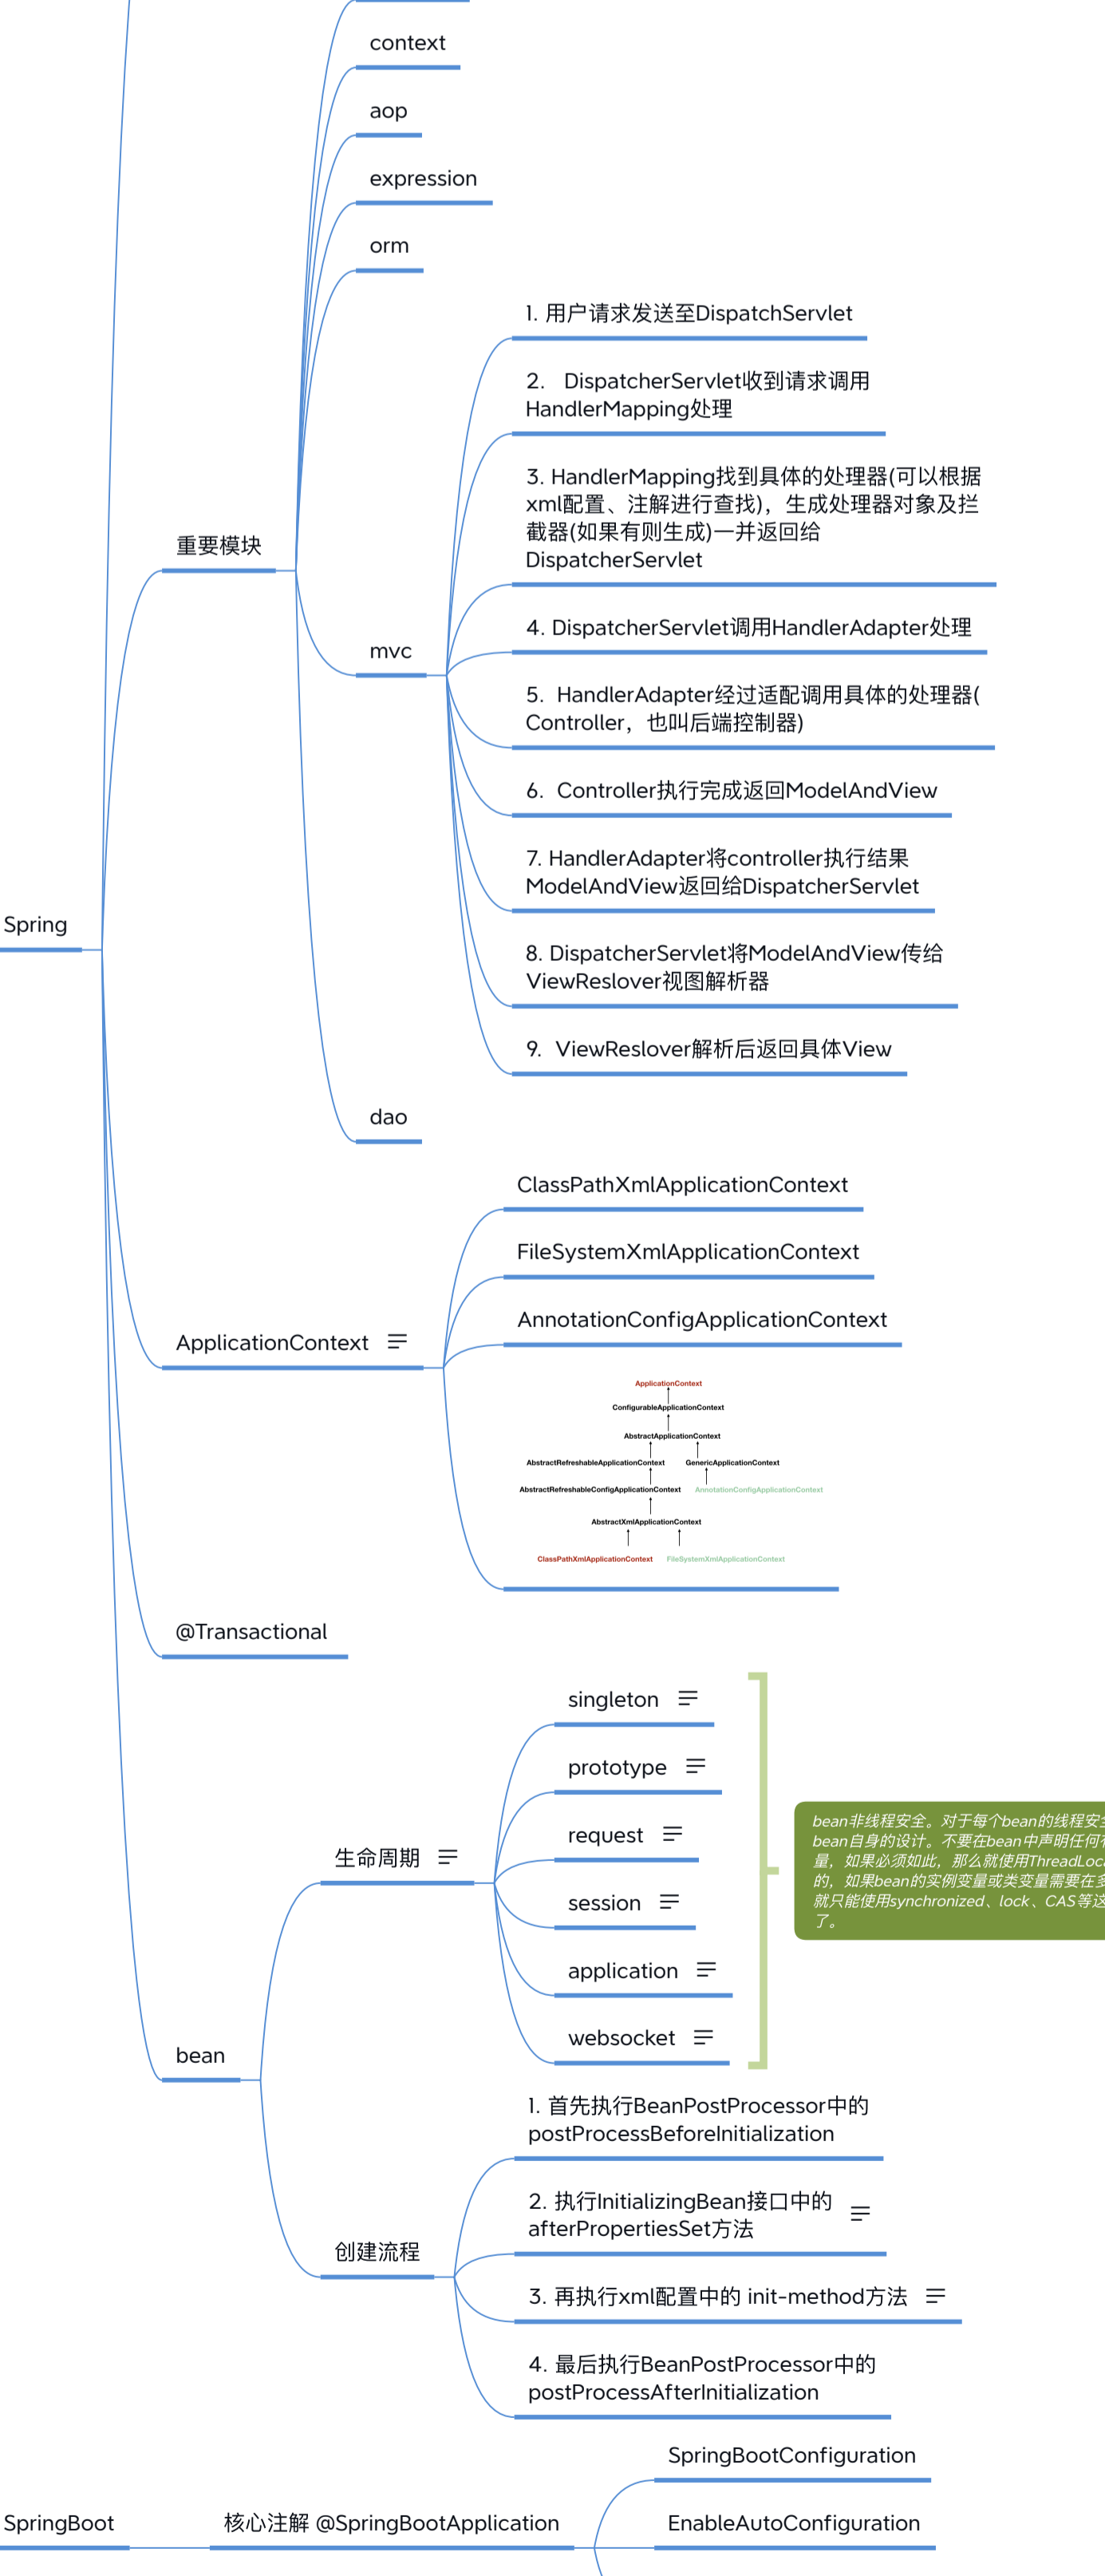 context
aop
expression
orm
1. 用户请求发送至DispatchServlet
2. DispatcherServlet收到请求调用
HandlerMapping处理
3. HandlerMapping找到具体的处理器(可以根据
xml配置、注解进行查找)，生成处理器对象及拦
截器(如果有则生成)一并返回给
DispatcherServlet
重要模块
4. DispatcherServlet调用HandlerAdapter处理
mvc
5. HandlerAdapter经过适配调用具体的处理器(
Controller，也叫后端控制器)
6. Controller执行完成返回ModelAndView
7. HandlerAdapter将controller执行结果
ModelAndView返回给DispatcherServlet
Spring
8. DispatcherServlet将ModelAndView传给
ViewReslover视图解析器
9. ViewReslover解析后返回具体View
dao
ClassPathXmlApplicationContext
FileSystemXmlApplicationContext
AnnotationConfigApplicationContext
ApplicationContext
ApplicationContext
ConfigurableApplicationContext
AbstractApplicationContext
AbstractRefreshableApplicationContext
GenericApplicationContext
AbstractRefreshableConfigApplicationContext
AnnotationConfigApplicationContext
AbstractXmlApplicationContext
ClassPathXmlApplicationContext
FileSystemXmlApplicationContext
@Transactional
singleton
prototype
request
生命周期
session
application
websocket
bean非线程安全。对于每个bean的线程安全
bean自身的设计。不要在bean中声明任何
量，如果必须如此，那么就使用ThreadLoc
的，如果bean的实例变量或类变量需要在
就只能使用synchronized、lock、CAS等这
了。
bean
1. 首先执行BeanPostProcessor中的
postProcessBeforeInitialization
2. 执行InitializingBean接口中的
afterPropertiesSet方法
创建流程
3. 再执行xml配置中的 init-method方法
4. 最后执行BeanPostProcessor中的
postProcessAfterInitialization
SpringBootConfiguration
SpringBoot
核心注解 @SpringBootApplication
EnableAutoConfiguration